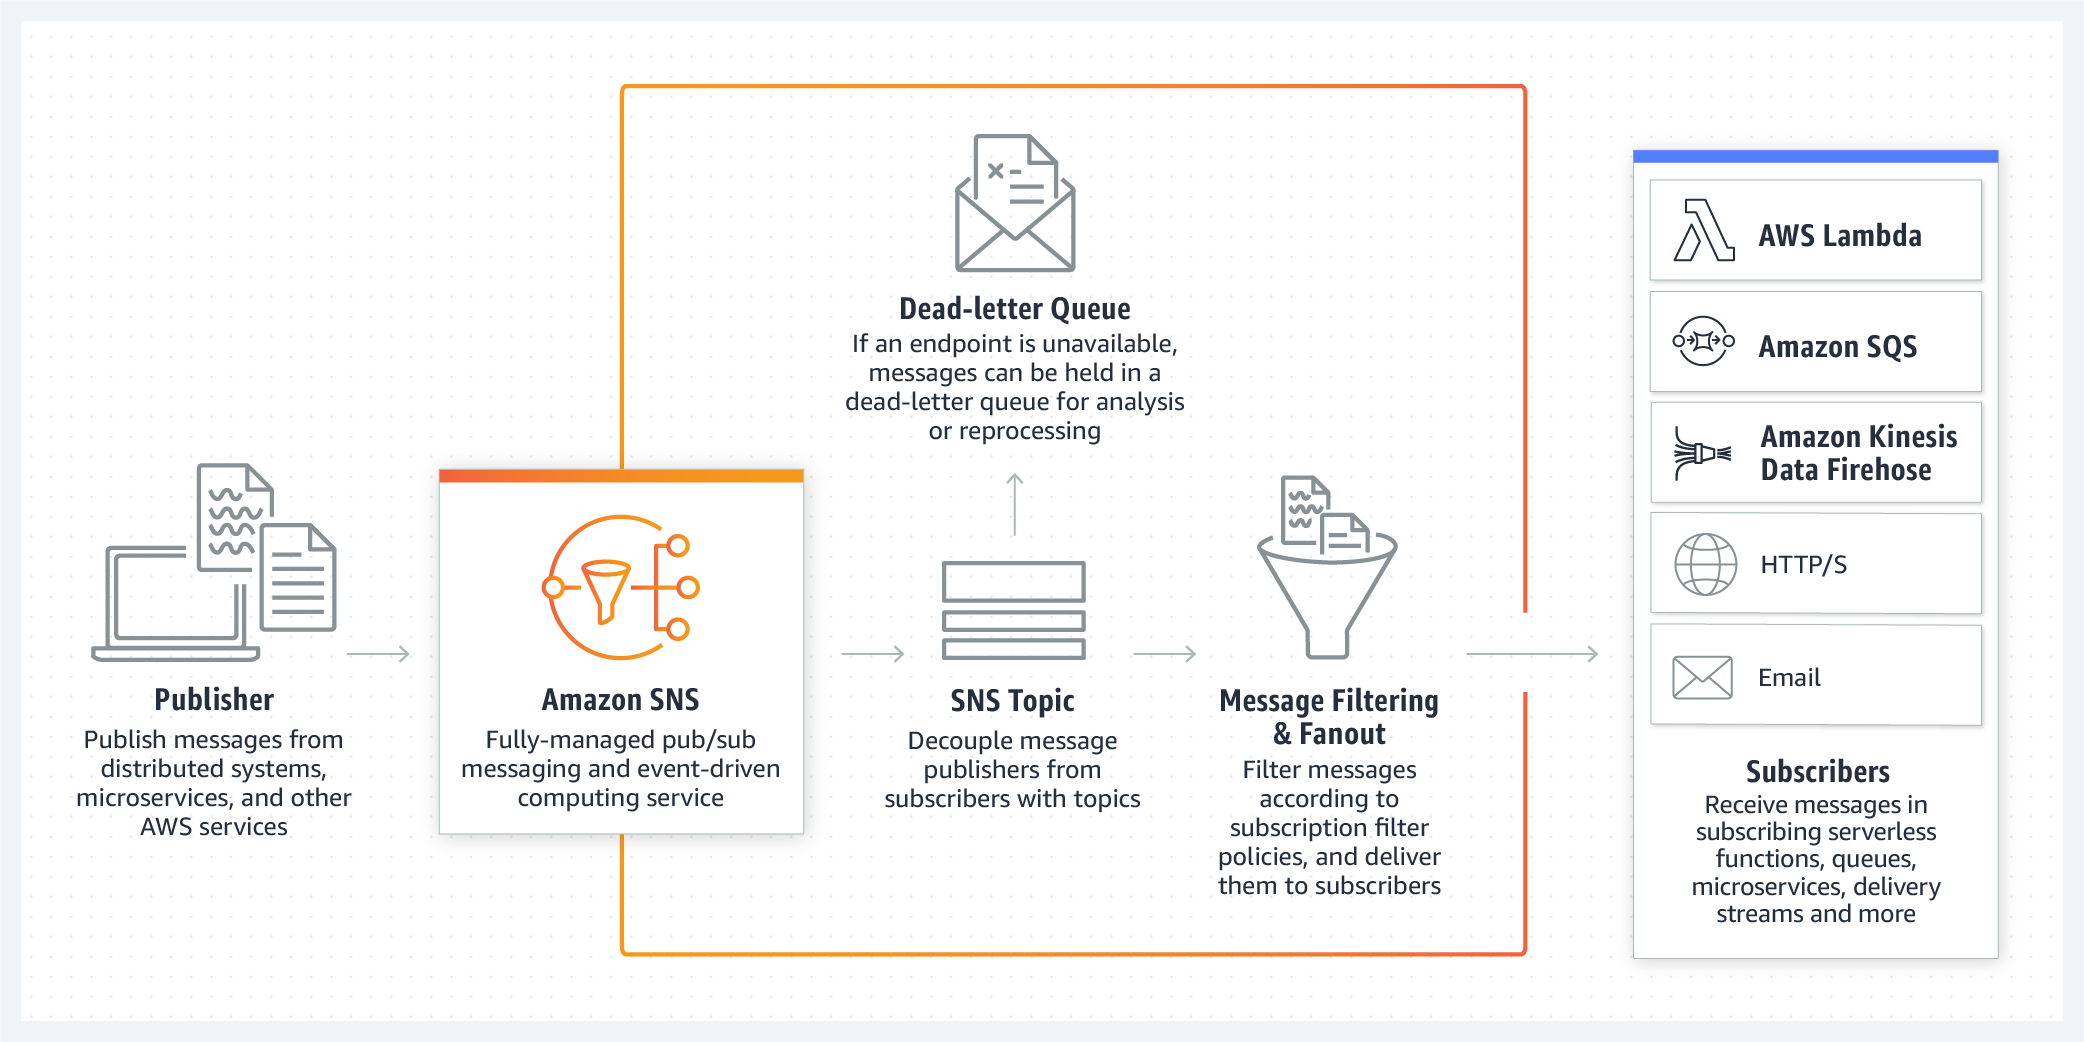 Publisher
Publish messages from
distributed systems,
microservices, and other
AWS services
Amazon SNS
Fully-managed pub/sub
messaging and event-driven
computing service
Dead-letter Queue
If an endpoint is unavailable,
messages can be held in a
dead-letter queue for analysis
or reprocessing
SNS Topic
Decouple message
publishers from
subscribers with topics
Message Filtering
& Fanout
Filter messages
according to
subscription filter
policies, and deliver
them to subscribers
AWS Lambda
Amazon SQS
Amazon Kinesis
Data Firehose
HTTP/S
Email
Subscribers
Receive messages in
subscribing serverless
functions, queues,
microservices, delivery
streams and more